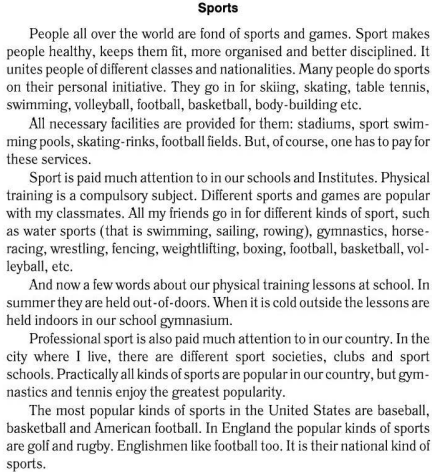 Sports
People all over the world are fond of sports and games. Sport makes
people healthy, keeps them fit, more organised and better disciplined. It
unites people of different classes and nationalities. Many people do sports
on their personal initiative. They go in for skiing, skating, table tennis,
swimming, volleyball, football, basketball, body-building etc.
All necessary facilities are provided for them: stadiums, sport swim-
ming pools, skating-rinks, football fields. But, of course, one has to pay for
these services.
Sport is paid much attention to in our schools and Institutes. Physical
training is a compulsory subject. Different sports and games are popular
with my classmates. All my friends go in for different kinds of sport, such
as water sports (that is swimming, sailing, rowing), gymnastics, horse-
racing, wrestling, fencing, weightlifting, boxing, football, basketball, vol-
leyball, etc.
And now a few words about our physical training lessons at school. In
summer they are held out-of-doors. When it is cold outside the lessons are
held indoors in our school gymnasium.
Professional sport is also paid much attention to in our country. In the
city where I live, there are different sport societies, clubs and sport
schools. Practically all kinds of sports are popular in our country, but gym-
nastics and tennis enjoy the greatest popularity.
The most popular kinds of sports in the United States are baseball,
basketball and American football. In England the popular kinds of sports
are golf and rugby. Englishmen like football too. It is their national kind of
sports.